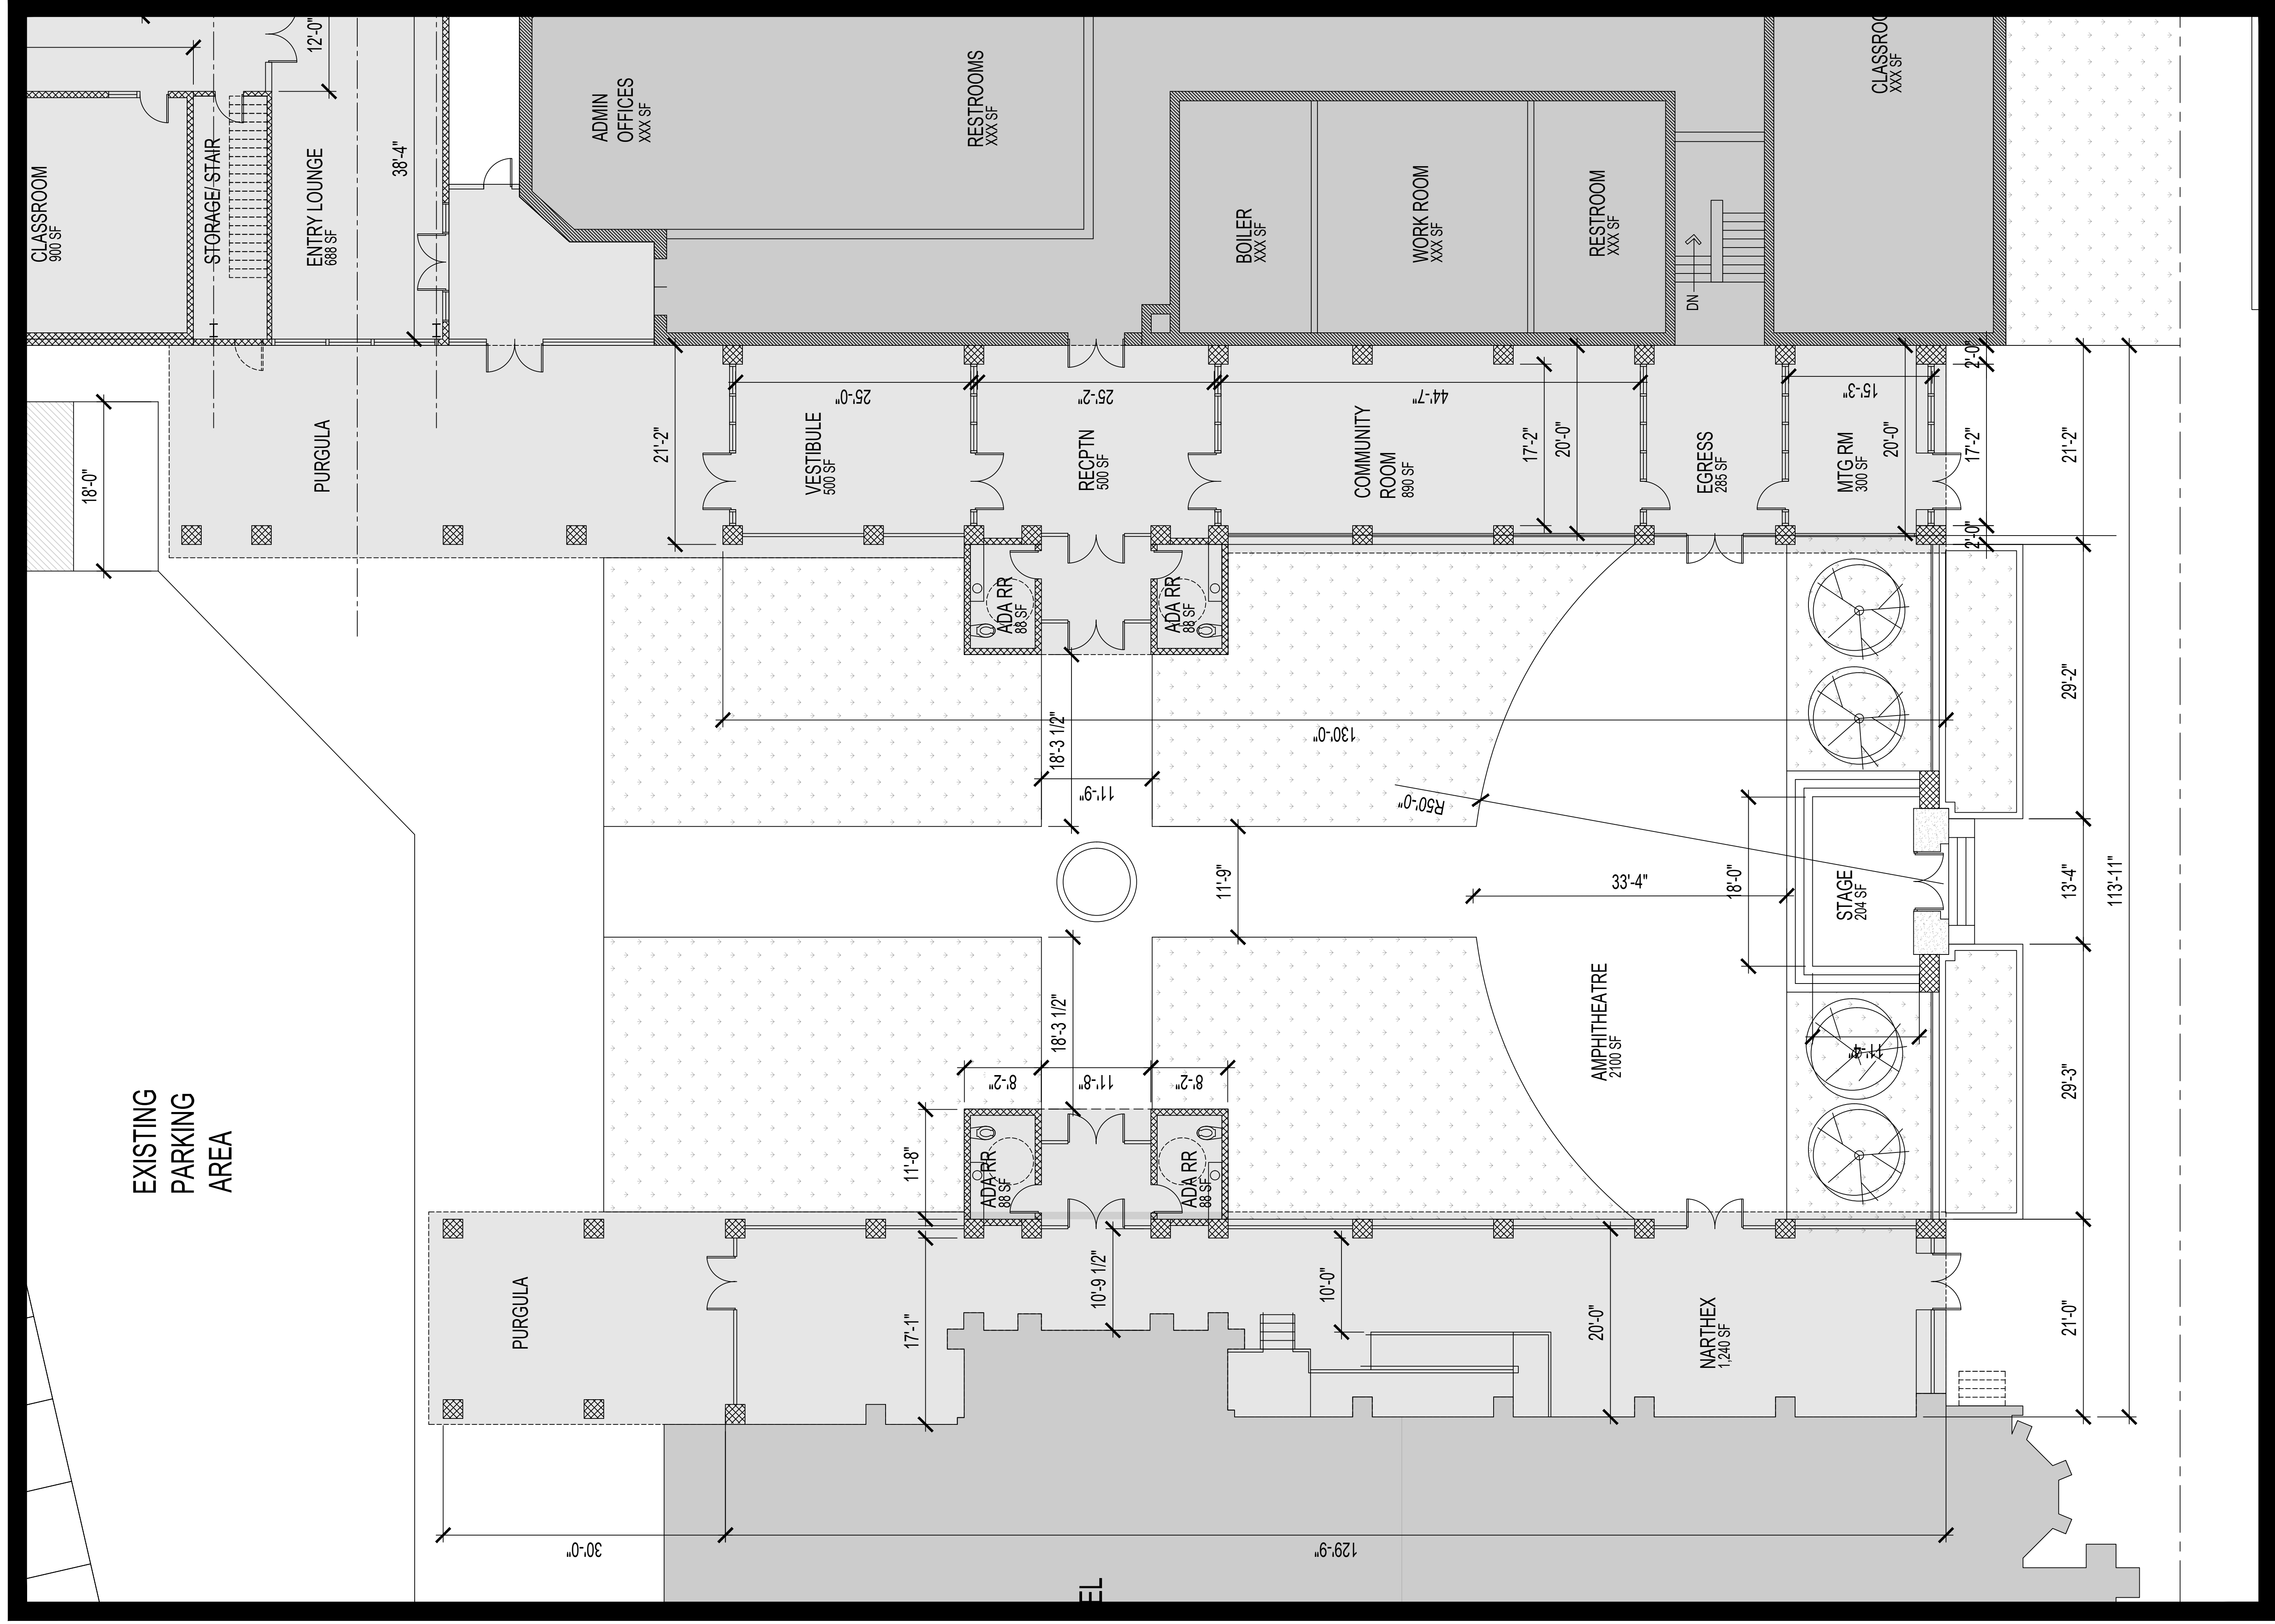 12'-0"
CLASSROOM
900 SF
STORAGE/ STAIR
ENTRY LOUNGE
688 SF
38'-4"
ADMIN
OFFICES
XXX SF
RESTROOMS
XXX SF
BOILER
XXX SF
WORK ROOM
XXX SF
RESTROOM
XXX SF
DN
XXX SF
18'-0"
PURGULA
21'-2"
25'-0"
VESTIBULE
500 SF
25'-2"
RECPTN
500 SF
44'-7"
COMMUNITY
ROOM
890 SF
17'-2"
20'-0"
EGRESS
285 SF
15'-3"
MTG RM
300 SF
20'-0"
2'-0"
17'-2"
2'-0"
21'-2"
ADA RR
88 SF
ADA RR
88 SF
18'-3 1/2"
11'-9"
130'-0"
R50'-0"
29'-2"
11'-9"
33'-4"
18'-0"
STAGE
204 SF
13'-4"
113'-11"
EXISTING
PARKING
AREA
18'-3 1/2"
8'-2"
11'-8"
8'-2"
AMPHITHEATRE
2100 SF
11'-4"
29'-3"
11'-8"
ADA RR
88 SF
ADA RR
88 SF
PURGULA
17'-1"
10'-9 1/2"
10'-0"
20'-0"
NARTHEX
1,240 SF
21'-0"
30'-0"
129'-9"